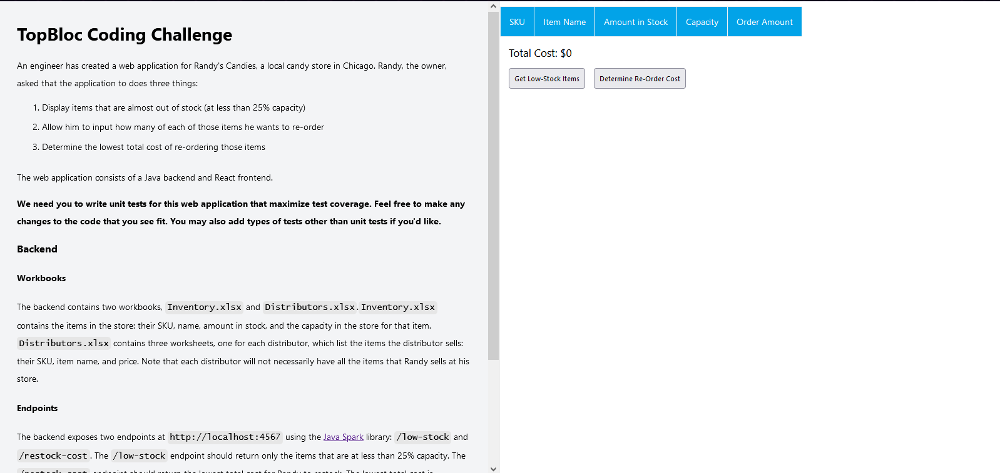 TopBloc Coding Challenge
An engineer has created a web application for Randy's Candies, a local candy store in Chicago. Randy, the owner,
asked that the application to does three things:
1. Display items that are almost out of stock (at less than 25% capacity)
2. Allow him to input how many of each of those items he wants to re-order
3. Determine the lowest total cost of re-ordering those items
The web application consists of a Java backend and React frontend.
We need you to write unit tests for this web application that maximize test coverage. Feel free to make any
changes to the code that you see fit. You may also add types of tests other than unit tests if you'd like.
Backend
Workbooks
The backend contains two workbooks, Inventory.xlsx and Distributors.xlsx. Inventory.xlsx
contains the items in the store: their SKU, name, amount in stock, and the capacity in the store for that item.
Distributors.xlsx contains three worksheets, one for each distributor, which list the items the distributor sells:
their SKU, item name, and price. Note that each distributor will not necessarily have all the items that Randy sells at his
store.
Endpoints
The backend exposes two endpoints at http://localhost:4567 using the Java Spark library: /low-stock and
/restock-cost. The /low-stock endpoint should return only the items that are at less than 25% capacity. The
/restock-cost endpoint should return the lowest total cost for Randy to restock. The lowest total cost is
SKU Item Name Amount in Stock Capacity Order Amount
Total Cost: $0
Get Low-Stock Items Determine Re-Order Cost